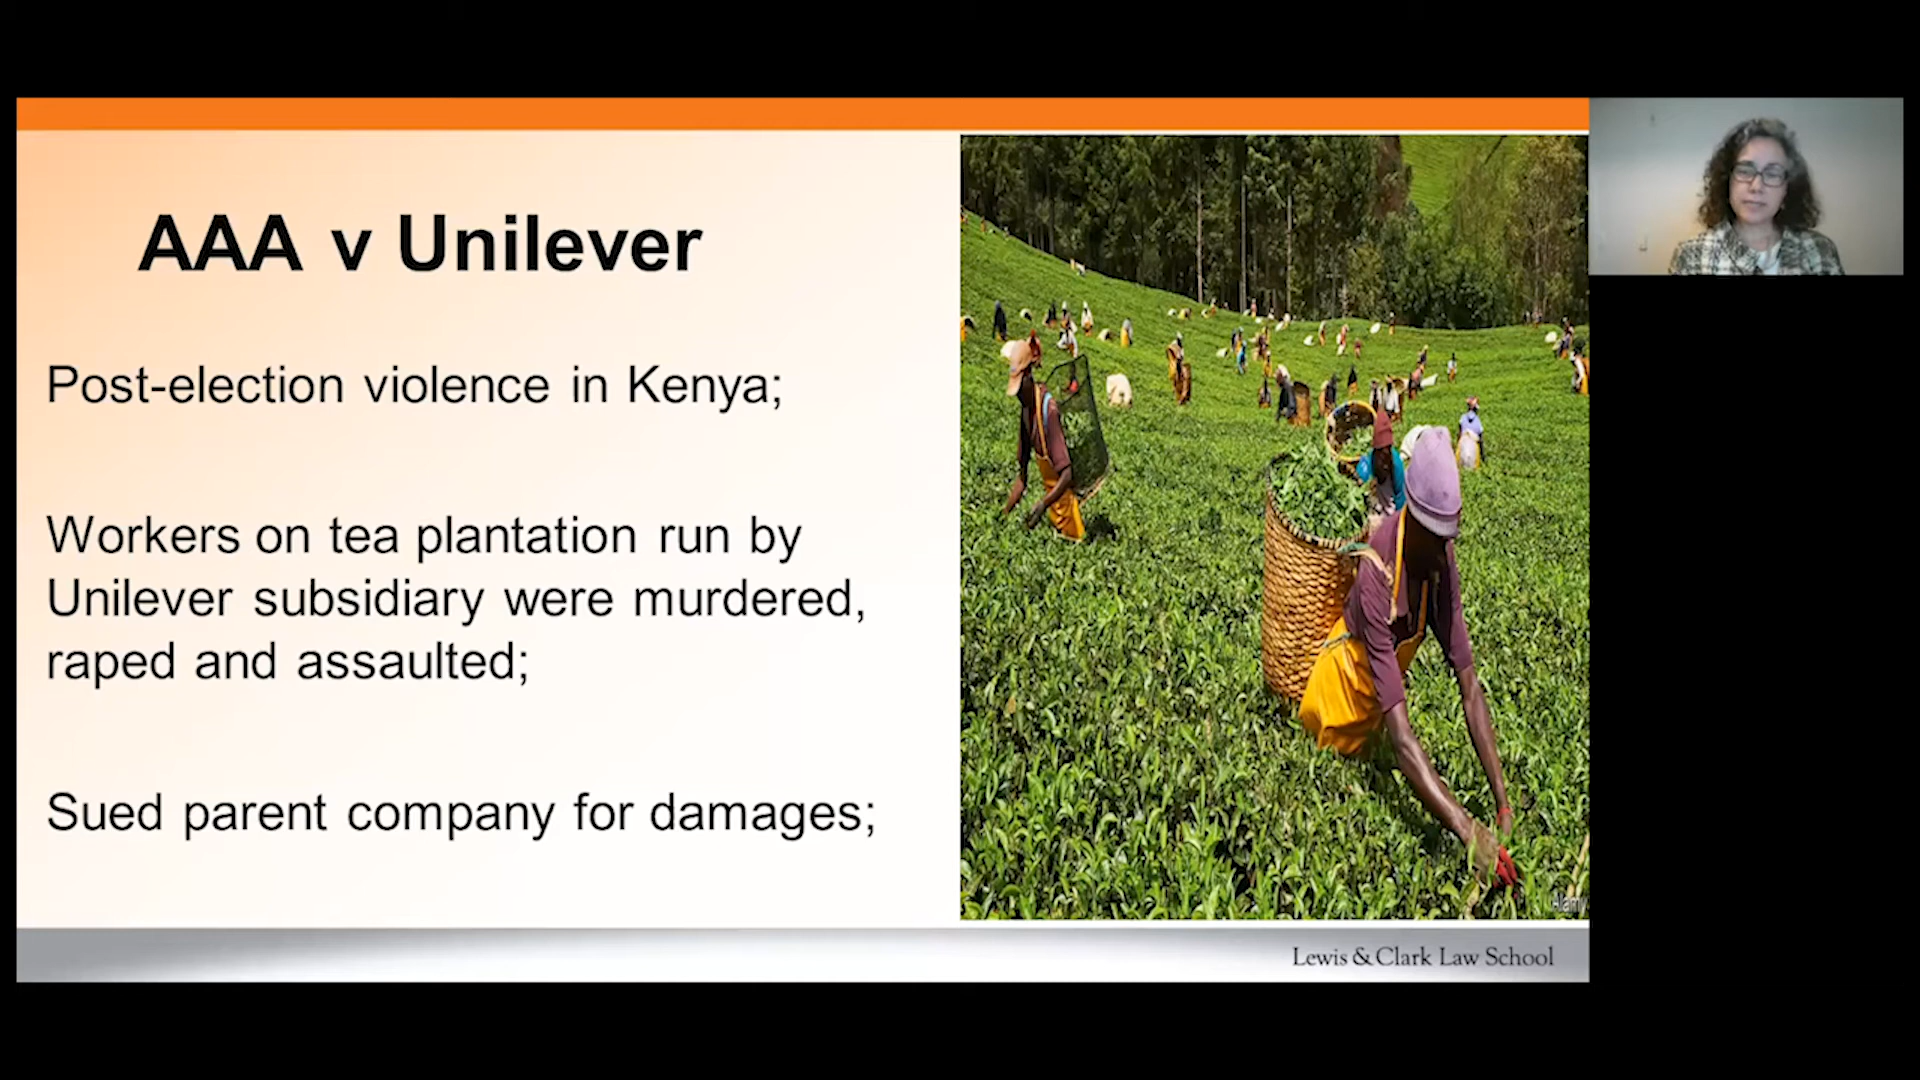 AAA v Unilever
Post-election violence in Kenya;
Workers on tea plantation run by
Unilever subsidiary were murdered,
raped and assaulted;
Sued parent company for damages;
Alamy
Lewis & Clark Law School